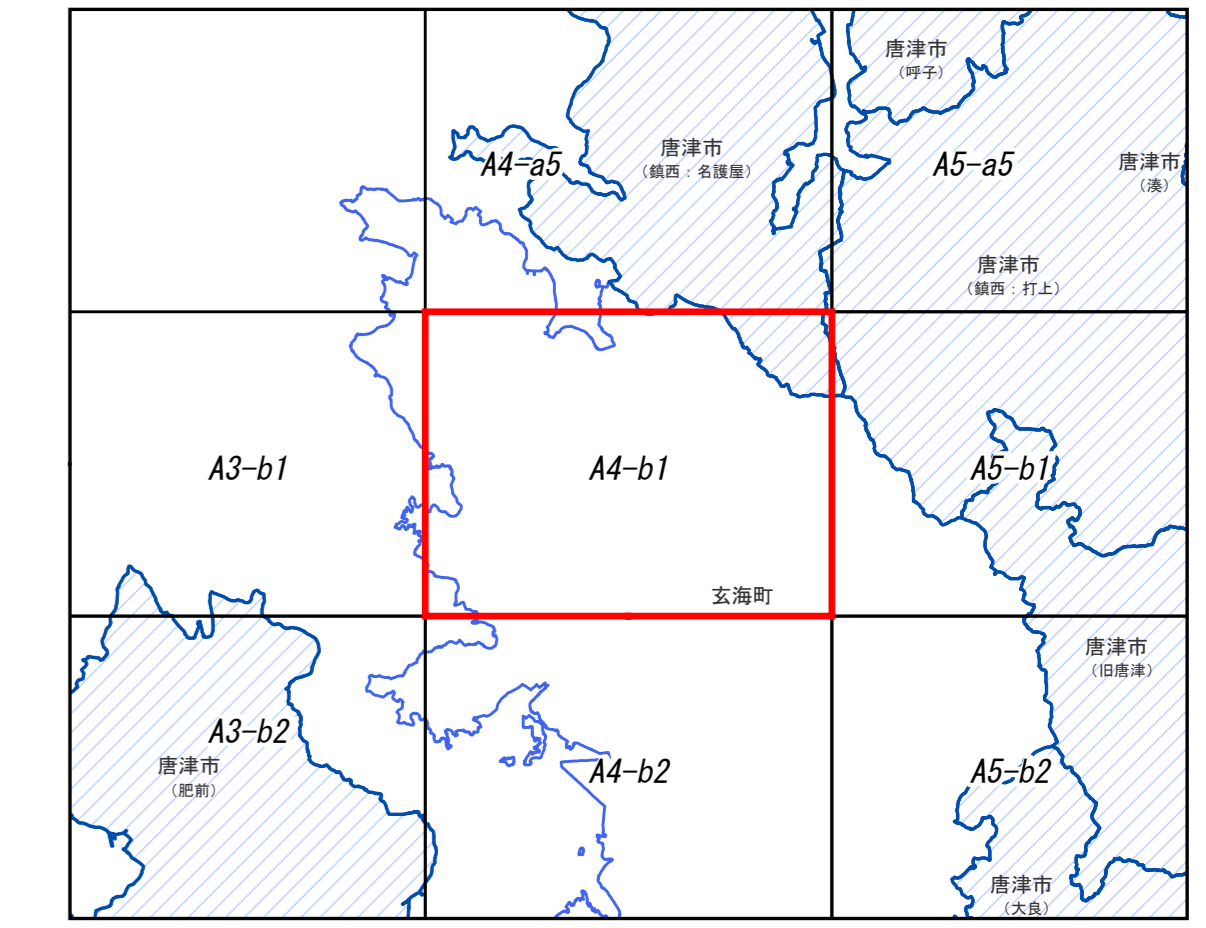 唐津市
（呼子）
唐津市
（鎮西：名護屋）
A4-a5
A5-a5
唐津市
（湊）
唐津市
（鎮西：打上）
A3-b1
A4-b1
A5-b1
玄海町
唐津市
（旧唐津）
A3-b2
唐津市
（肥前）
A4-b2
A5-b2
唐津市
（大良）